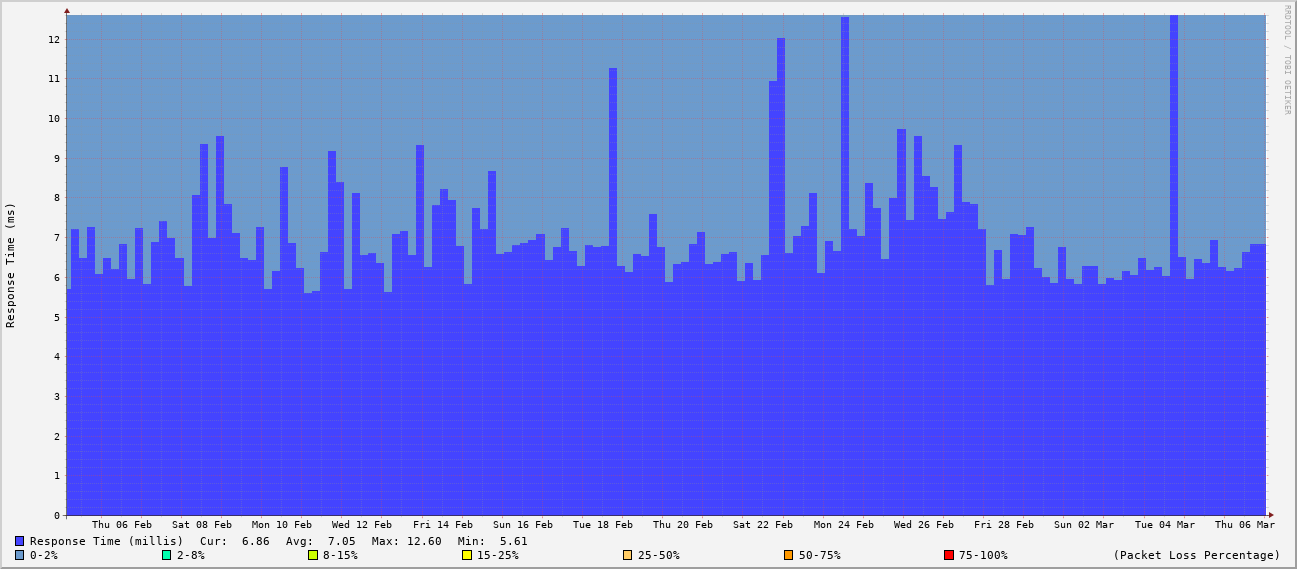 RRDTOOL / TOBI OETIKER
Response Time (ms)
12
11
10
9
8
7
6
5
4
3
2
1
0
Thu 06 Feb Sat 08 Feb Mon 10 Feb Wed 12 Feb Fri 14 Feb Sun 16 Feb Tue 18 Feb Thu 20 Feb Sat 22 Feb Mon 24 Feb Wed 26 Feb Fri 28 Feb Sun 02 Mar Tue 04 Mar Thu 06 Mar
Response Time (millis) Cur: 6.86 Avg: 7.05 Max: 12.60 Min: 5.61
0-2% 2-8% 8-15% 15-25% 25-50% 50-75% 75-100% (Packet Loss Percentage)